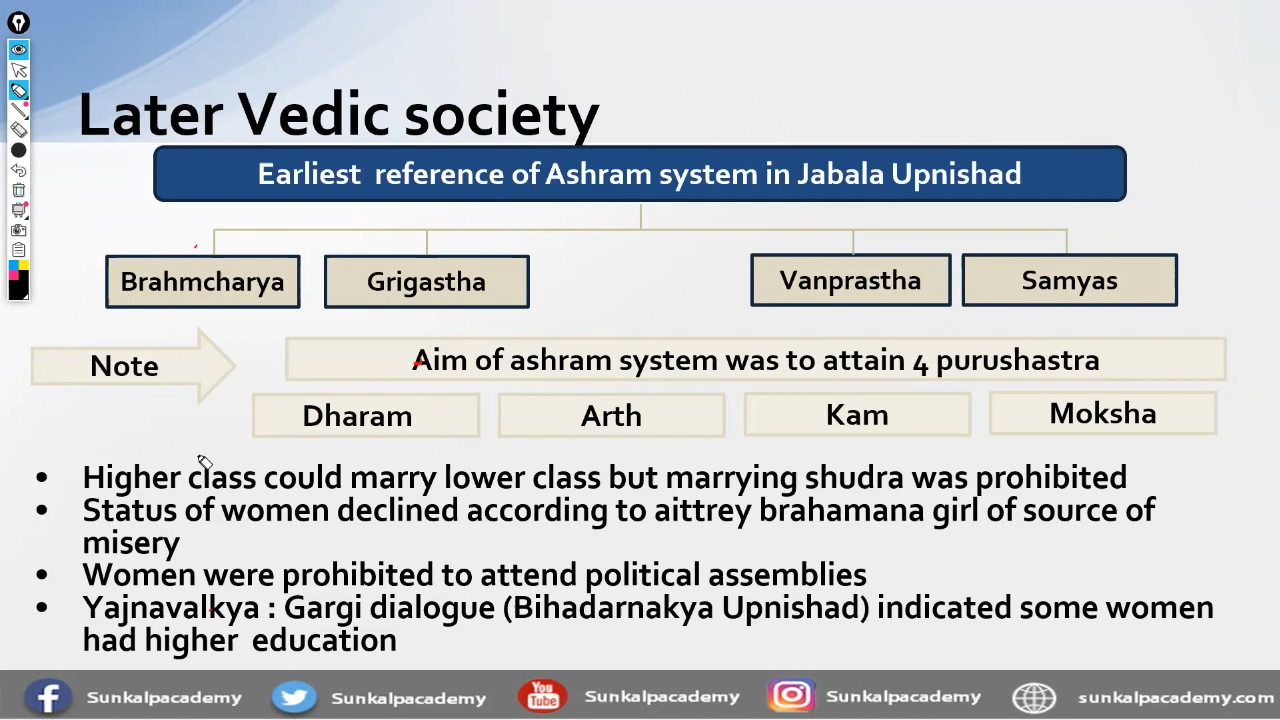 Later Vedic society
Earliest reference of Ashram system in Jabala Upnishad
Brahmcharya
Grigastha
Vanprastha
Samyas
Note
Aim of ashram system was to attain 4 purushastra
Dharam
Arth
Kam
Moksha
• Higher class could marry lower class but marrying shudra was prohibited
• Status of women declined according to aittrey brahamana girl of source of
misery
• Women were prohibited to attend political assemblies
• Yajnavalkya : Gargi dialogue (Bihadarnakya Upnishad) indicated some women
had higher education
Sunkalpacademy
Sunkalpacademy
You
Tube
Sunkalpacademy
Sunkalpacademy
sunkalpacademy.com